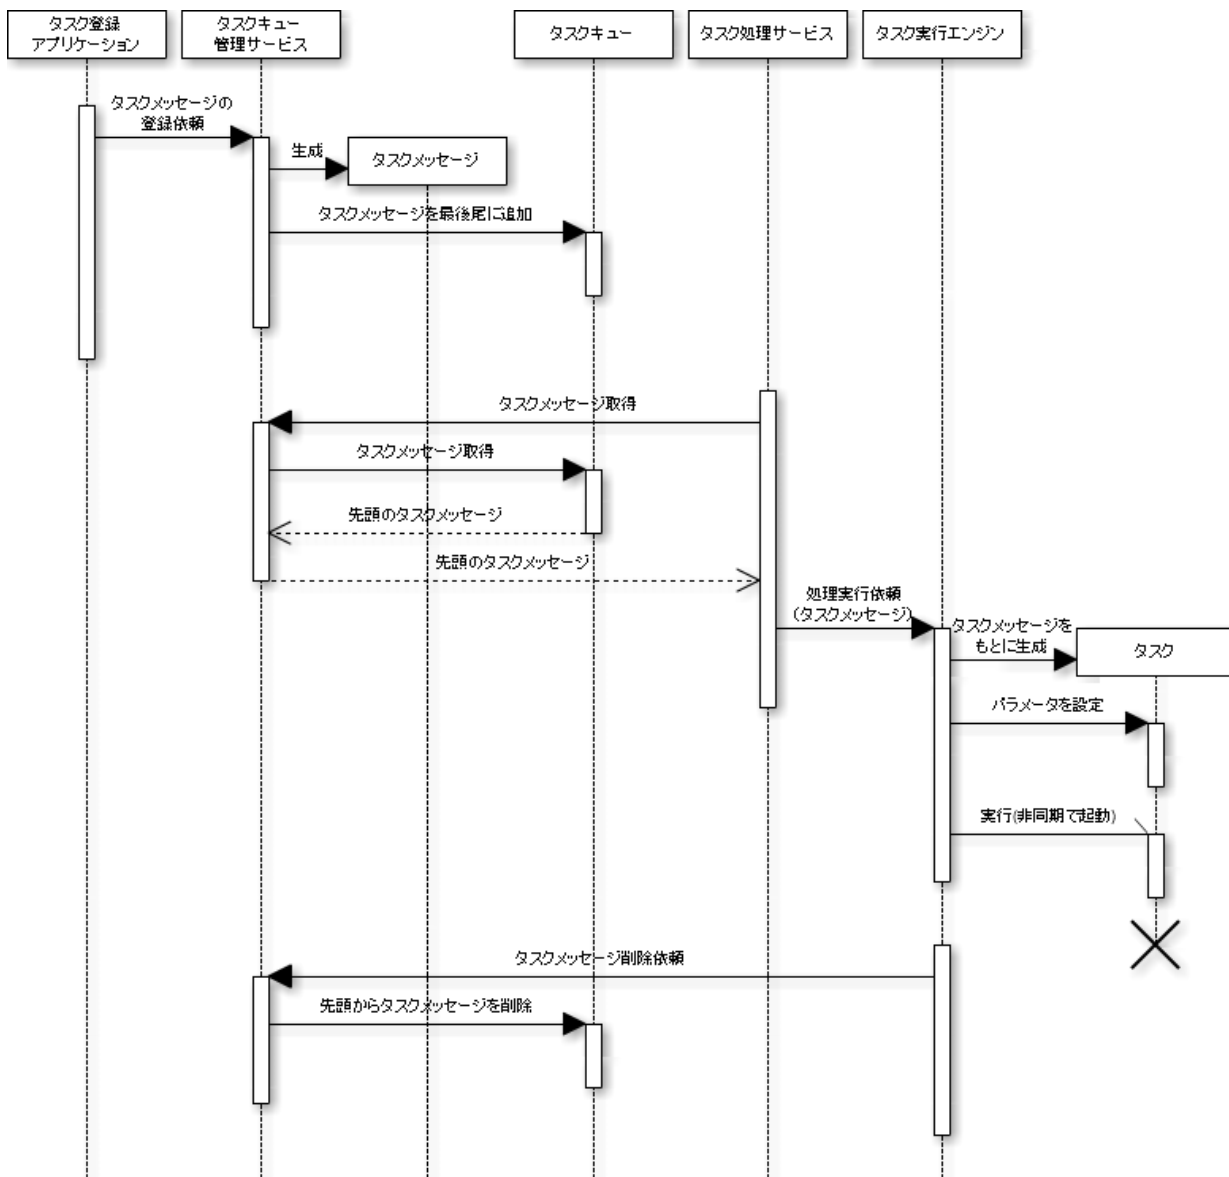 タスク登録
アプリケーション
タスクキュー
管理サービス
タスクキュー
タスク処理サービス
タスク実行エンジン
タスクメッセージの
登録依頼
生成
タスクメッセージ
タスクメッセージを最後尾に追加
タスクメッセージ取得
タスクメッセージ取得
先頭のタスクメッセージ
先頭のタスクメッセージ
処理実行依頼
(タスクメッセージ)
タスクメッセージを
もとに生成
タスク
パラメータを設定
実行(非同期で起動)
タスクメッセージ削除依頼
先頭からタスクメッセージを削除